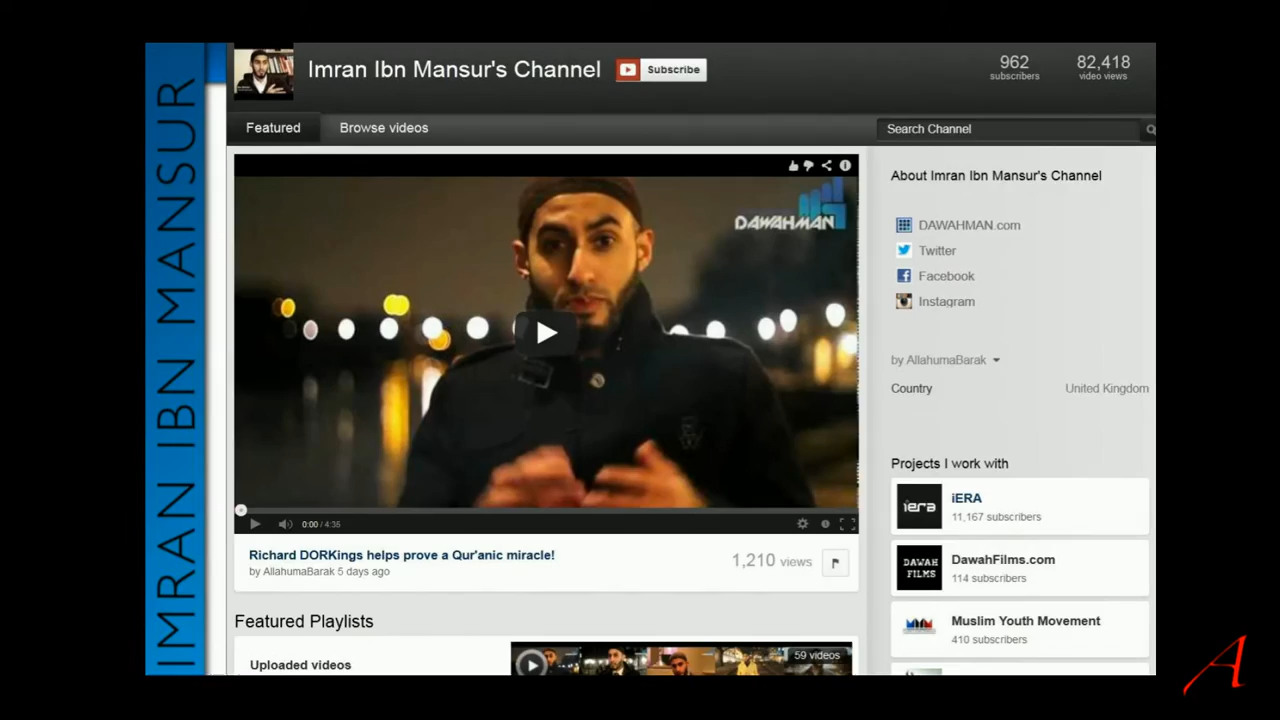 IMRAN IBN MANSUR
Imran Ibn Mansur's Channel
Subscribe
962
subscribers
82,418
video views
Featured
Browse videos
Search Channel
DAWAHMAN
0:00 / 4:35
Richard DORKings helps prove a Qur'anic miracle!
by AllahumaBarak 5 days ago
1,210 views
Featured Playlists
Uploaded videos
59 videos
About Imran Ibn Mansur's Channel
DAWAHMAN.com
Twitter
Facebook
Instagram
by AllahumaBarak
Country United Kingdom
Projects I work with
iera
iERA
11,167 subscribers
DAWAH
FILMS
DawahFilms.com
114 subscribers
Muslim Youth Movement
410 subscribers
A